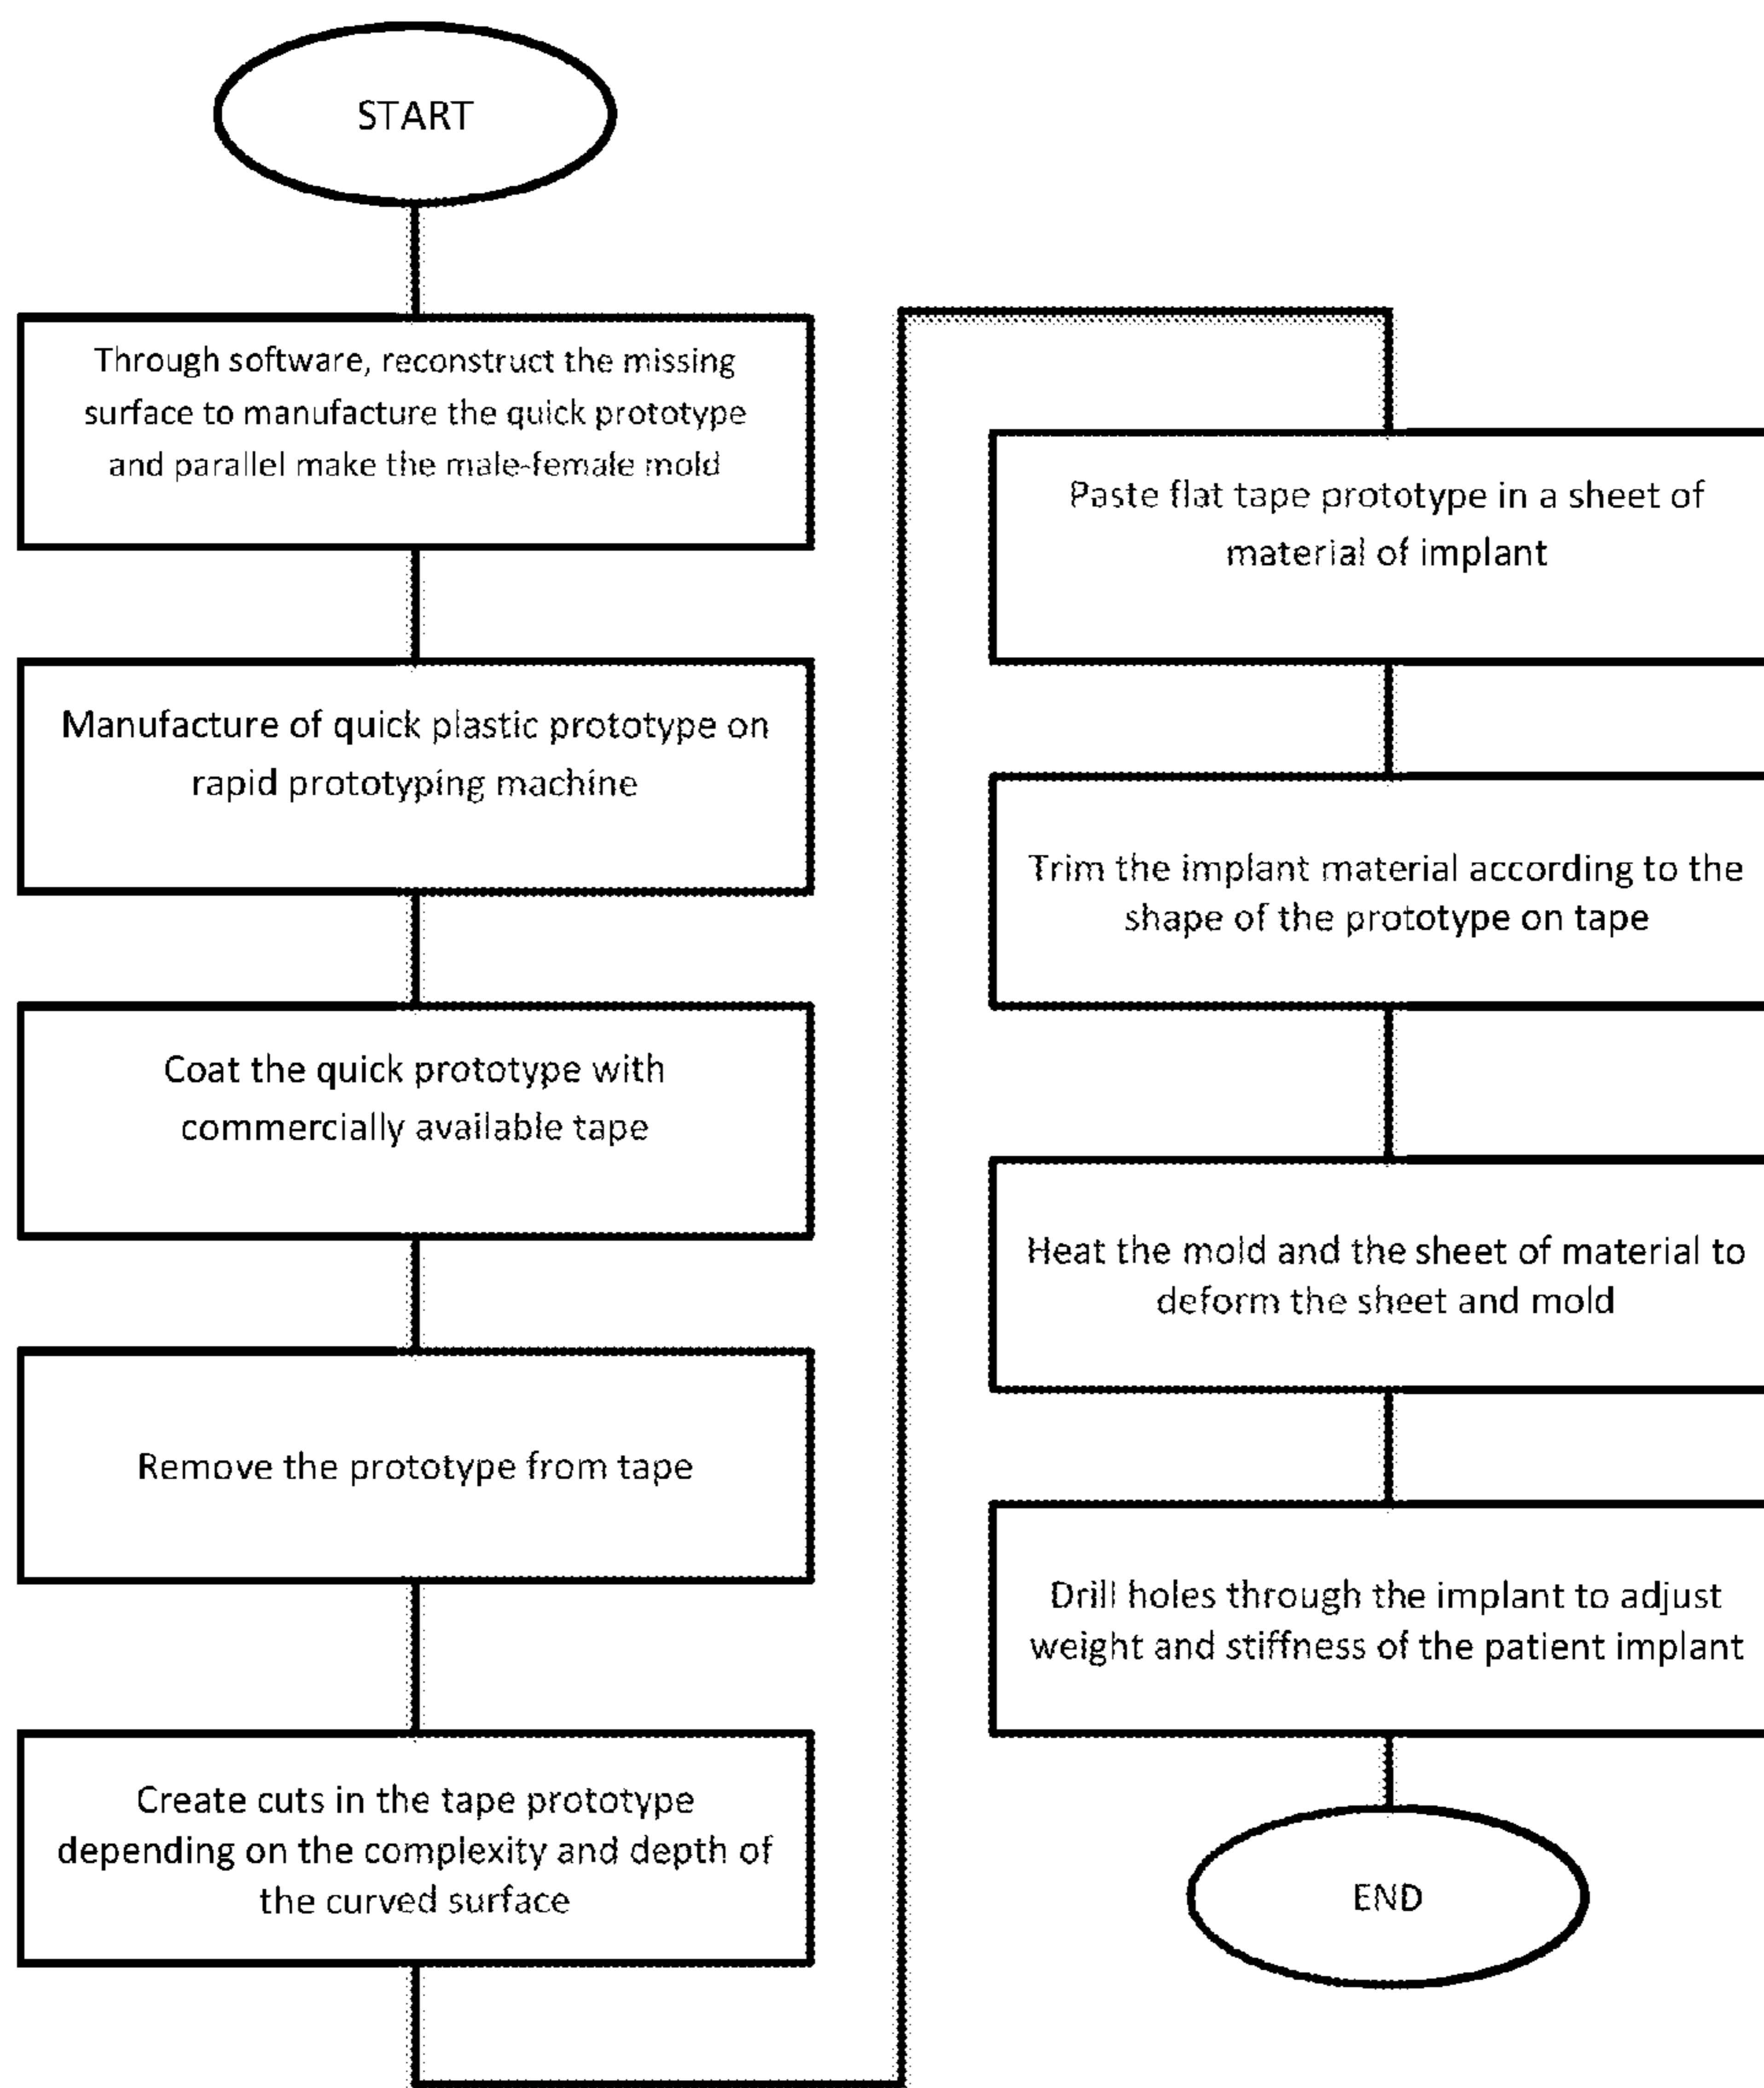 START
Through software, reconstruct the missing
surface to manufacture the quick prototype
and parallel make the male-female mold
Manufacture of quick plastic prototype on
rapid prototyping machine
Coat the quick prototype with
commercially available tape
Remove the prototype from tape
Create cuts in the tape prototype
depending on the complexity and depth of
the curved surface
Paste flat tape prototype in a sheet of
material of implant
Trim the implant material according to the
shape of the prototype on tape
Heat the mold and the sheet of material to
deform the sheet and mold
Drill holes through the implant to adjust
weight and stiffness of the patient implant
END